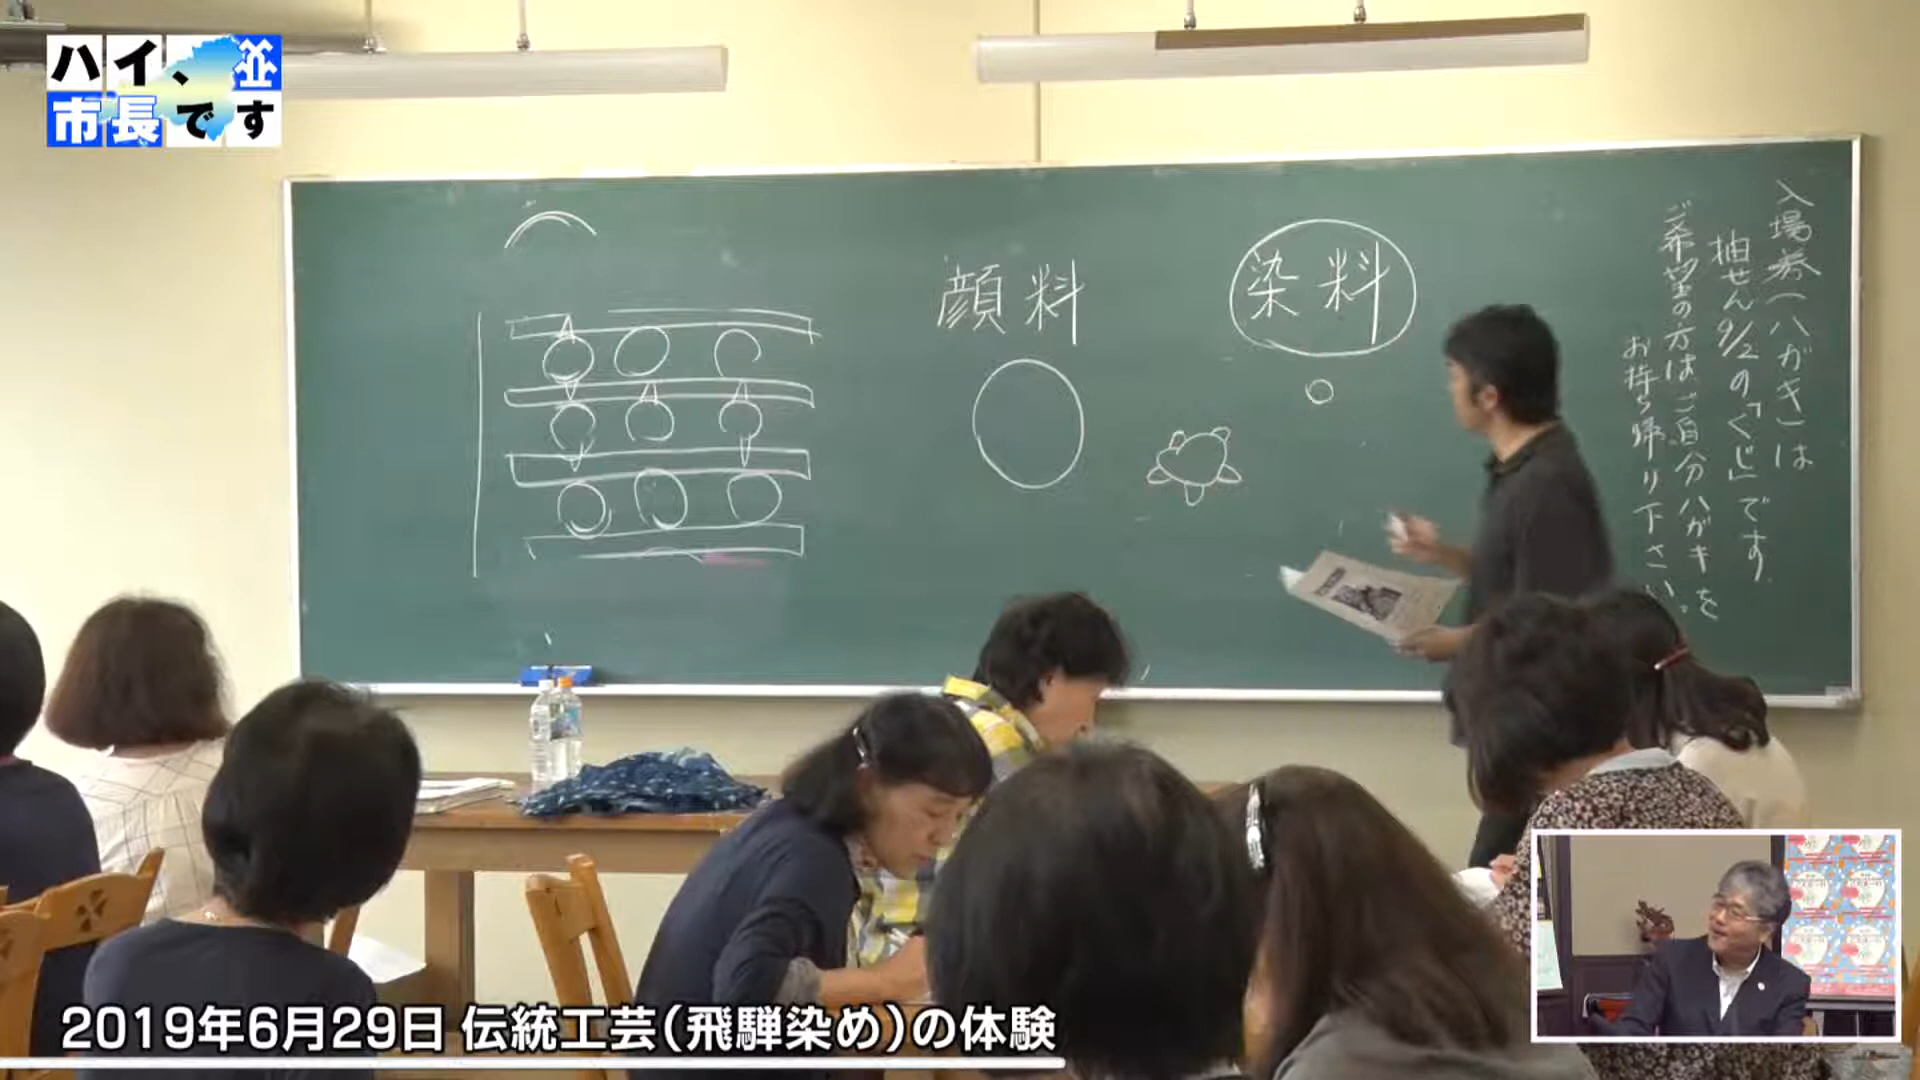 ハイ、
市長です
顔料
染料
入場券(ハガキ)は
抽せん9/2の「くじ」です。
ご希望の方はご自分ハガキを
お持ち帰り下さい。
2019年6月29日 伝統工芸(飛騨染め)の体験